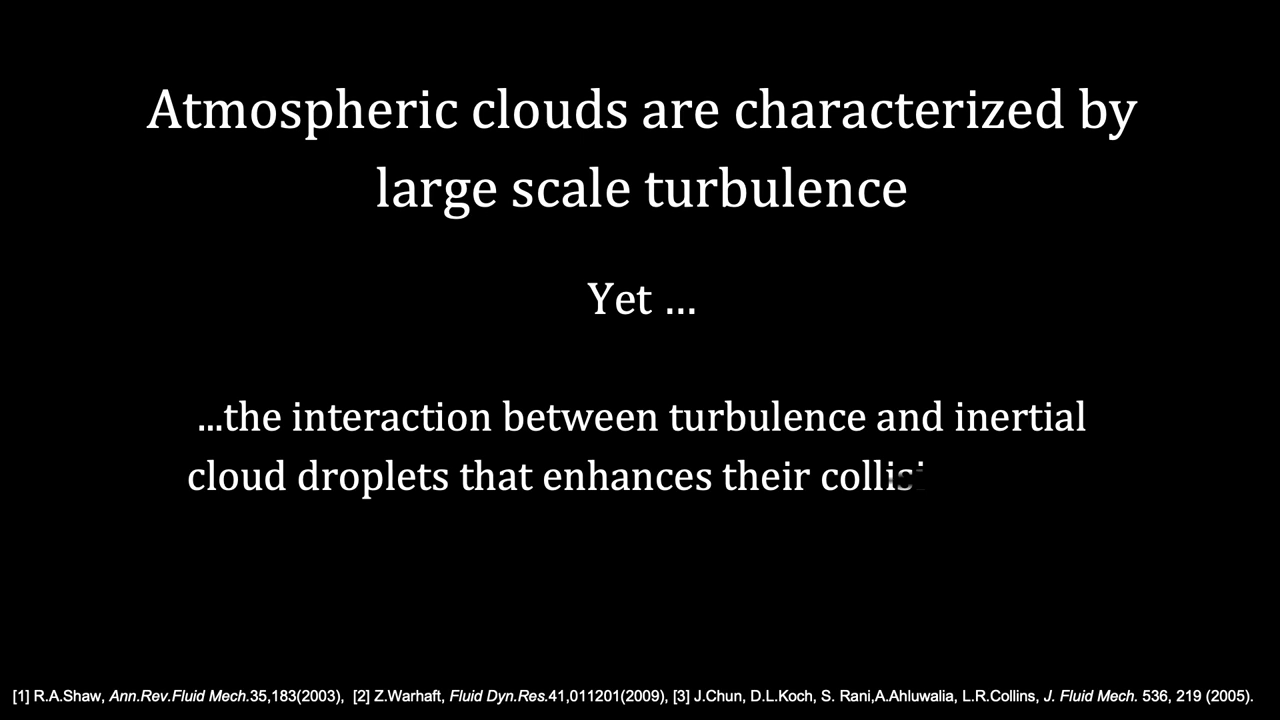 Atmospheric clouds are characterized by
large scale turbulence
Yet ...
...the interaction between turbulence and inertial
cloud droplets that enhances their
[1] R.A.Shaw, Ann.Rev.Fluid Mech.35,183(2003), [2] Z.Warhaft, Fluid Dyn.Res.41,011201(2009), [3] J.Chun, D.L.Koch, S. Rani,A.Ahluwalia, L.R.Collins, J. Fluid Mech. 536, 219 (2005).